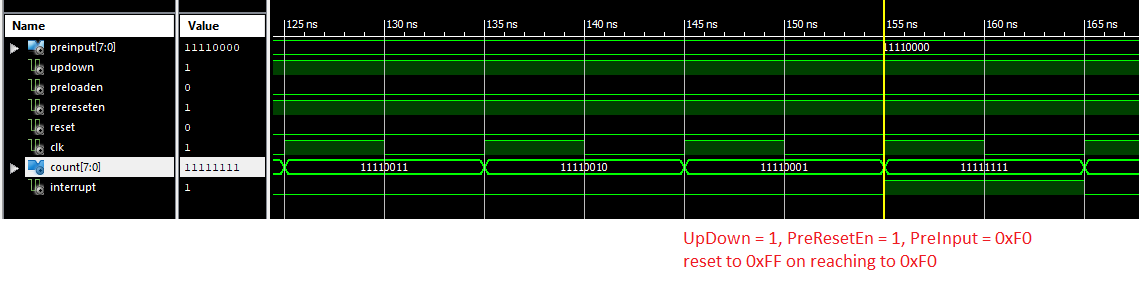 Name Value 125 ns 130 ns 135 ns 140 ns 145 ns 150 ns 155 ns 160 ns 165 ns
preinput[7:0] 11110000 11110000
updown 1
preloaden 0
prereseten 1
reset 0
clk 1
count[7:0] 11111111 11110011 11110010 11110001 11111111
interrupt 1
UpDown = 1, PreResetEn = 1, PreInput = 0xF0
reset to 0xFF on reaching to 0xF0